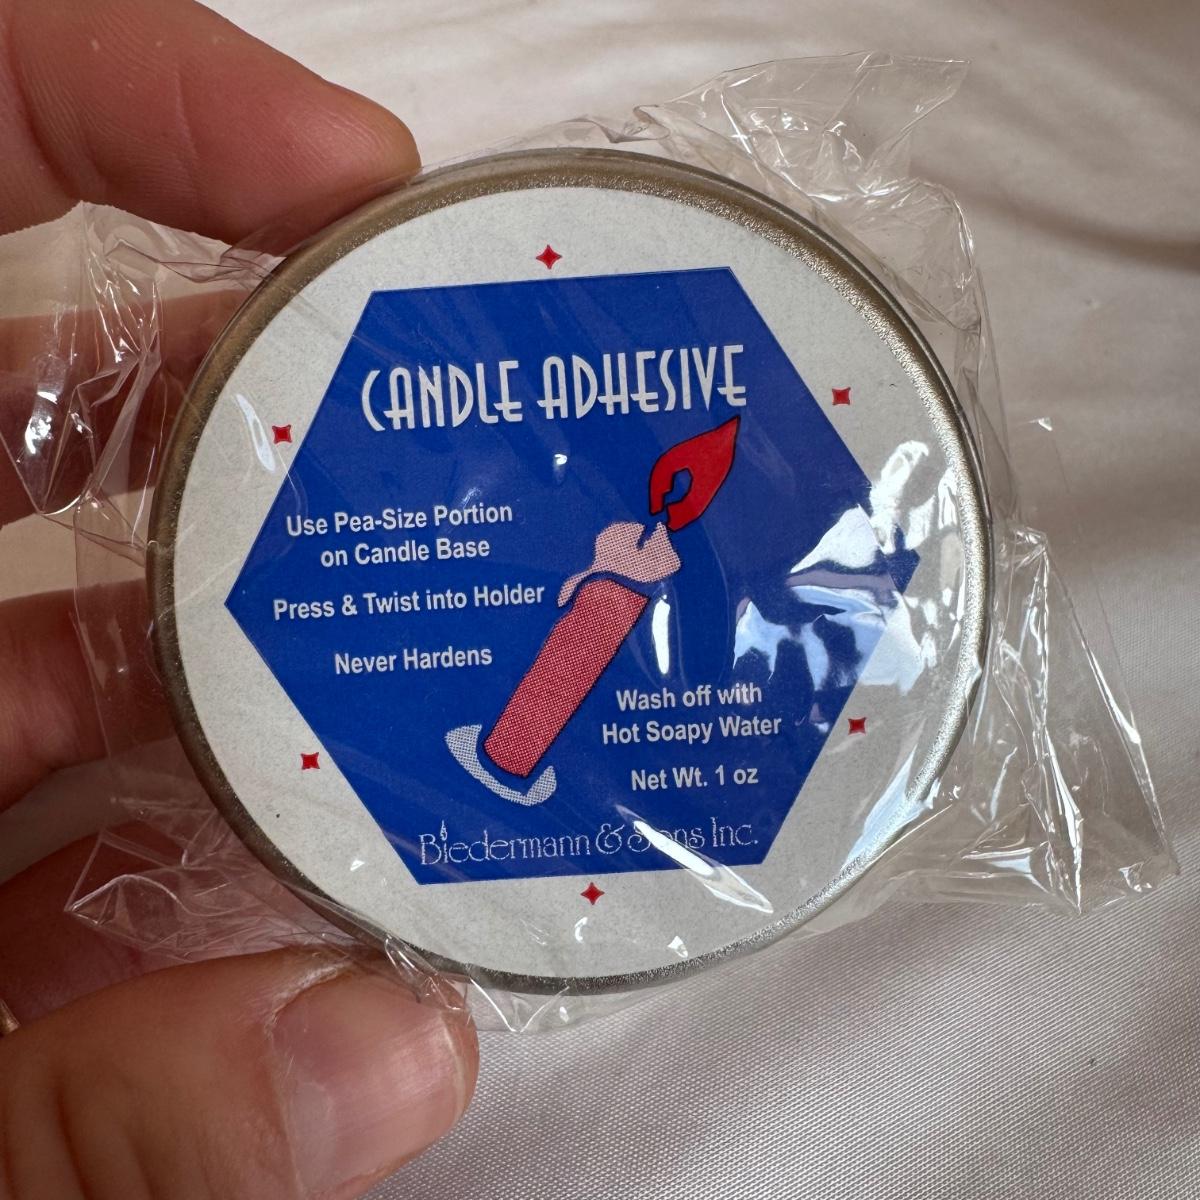 CANDLE ADHESIVE
Use Pea-Size Portion
on Candle Base
Press & Twist into Holder
Never Hardens
Wash off with
Hot Soapy Water
Net Wt. 1 oz
Biedermann & Sons Inc.